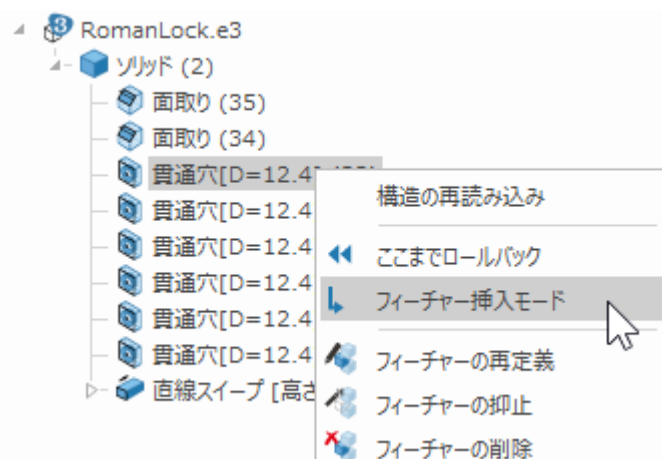 RomanLock.e3
ソリッド (2)
面取り (35)
面取り (34)
貫通穴[D=12.4]
貫通穴[D=12.4
貫通穴[D=12.4
貫通穴[D=12.4
貫通穴[D=12.4
貫通穴[D=12.4
直線スイープ [高さ
構造の再読み込み
ここまでロールバック
フィーチャー挿入モード
フィーチャーの再定義
フィーチャーの抑止
フィーチャーの削除